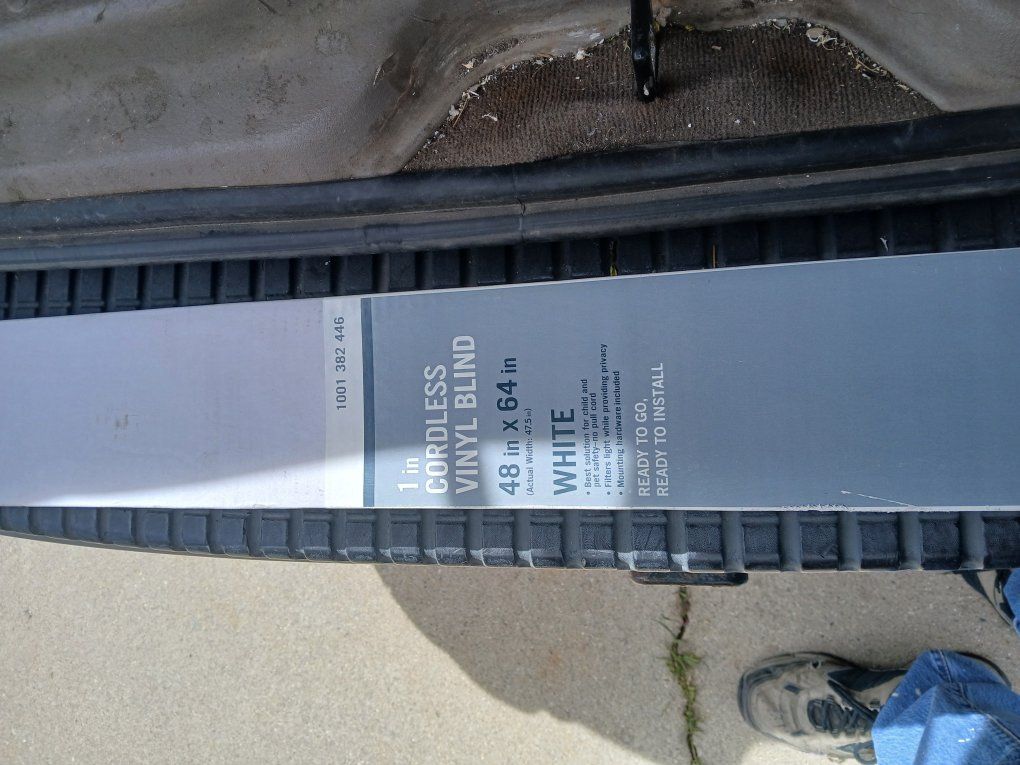 1001 382 446
1 in
CORDLESS
VINYL BLIND
48 in X 64 in
(Actual Width: 47.5 in)
WHITE
• Best solution for child and
pet safety–no pull cord
• Filters light while providing privacy
• Mounting hardware included
READY TO GO,
READY TO INSTALL